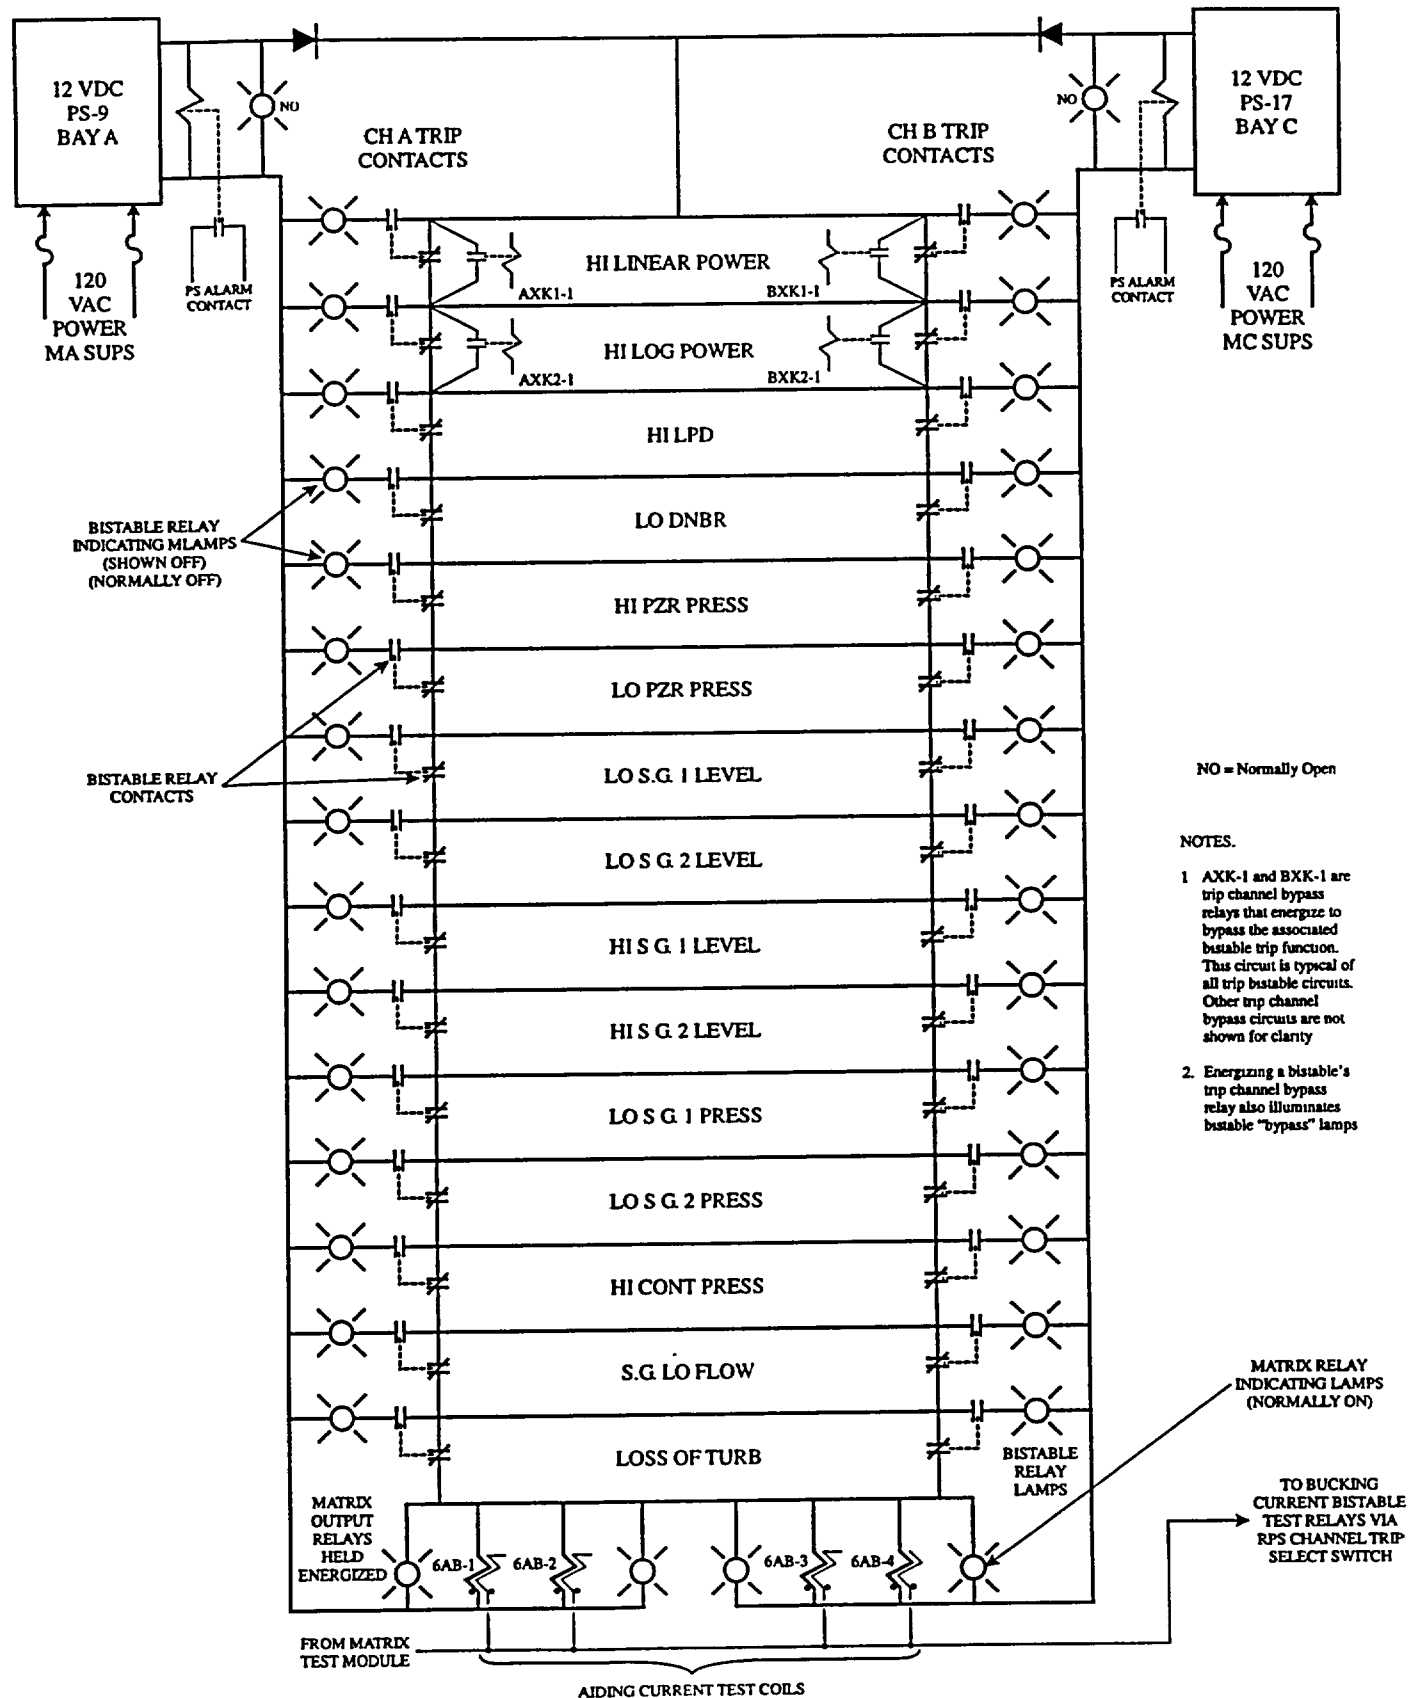 12 VDC
PS-9
BAY A
12 VDC
PS-17
BAY C
NO
NO
CH A TRIP
CONTACTS
CH B TRIP
CONTACTS
120
VAC
POWER
MA SUPS
PS ALARM
CONTACT
PS ALARM
CONTACT
120
VAC
POWER
MC SUPS
HI LINEAR POWER
AXK1-1
BXK1-1
HI LOG POWER
AXK2-1
BXK2-1
HI LPD
LO DNBR
HI PZR PRESS
LO PZR PRESS
LO S.G. 1 LEVEL
LO S G. 2 LEVEL
HI S G. 1 LEVEL
HI S G. 2 LEVEL
LO S G. 1 PRESS
LO S G. 2 PRESS
HI CONT PRESS
S.G. LO FLOW
LOSS OF TURB
BISTABLE RELAY
INDICATING MLAMPS
(SHOWN OFF)
(NORMALLY OFF)
BISTABLE RELAY
CONTACTS
NO = Normally Open
NOTES.
1 AXK-1 and BXK-1 are
trip channel bypass
relays that energize to
bypass the associated
bistable trip function.
This circuit is typical of
all trip bistable circuits.
Other trip channel
bypass circuits are not
shown for clarity
2. Energizing a bistable's
trip channel bypass
relay also illuminates
bistable "bypass" lamps
MATRIX RELAY
INDICATING LAMPS
(NORMALLY ON)
BISTABLE
RELAY
LAMPS
MATRIX
OUTPUT
RELAYS
HELD
ENERGIZED
6AB-1
6AB-2
6AB-3
6AB-4
TO BUCKING
CURRENT BISTABLE
TEST RELAYS VIA
RPS CHANNEL TRIP
SELECT SWITCH
FROM MATRIX
TEST MODULE
AIDING CURRENT TEST COILS